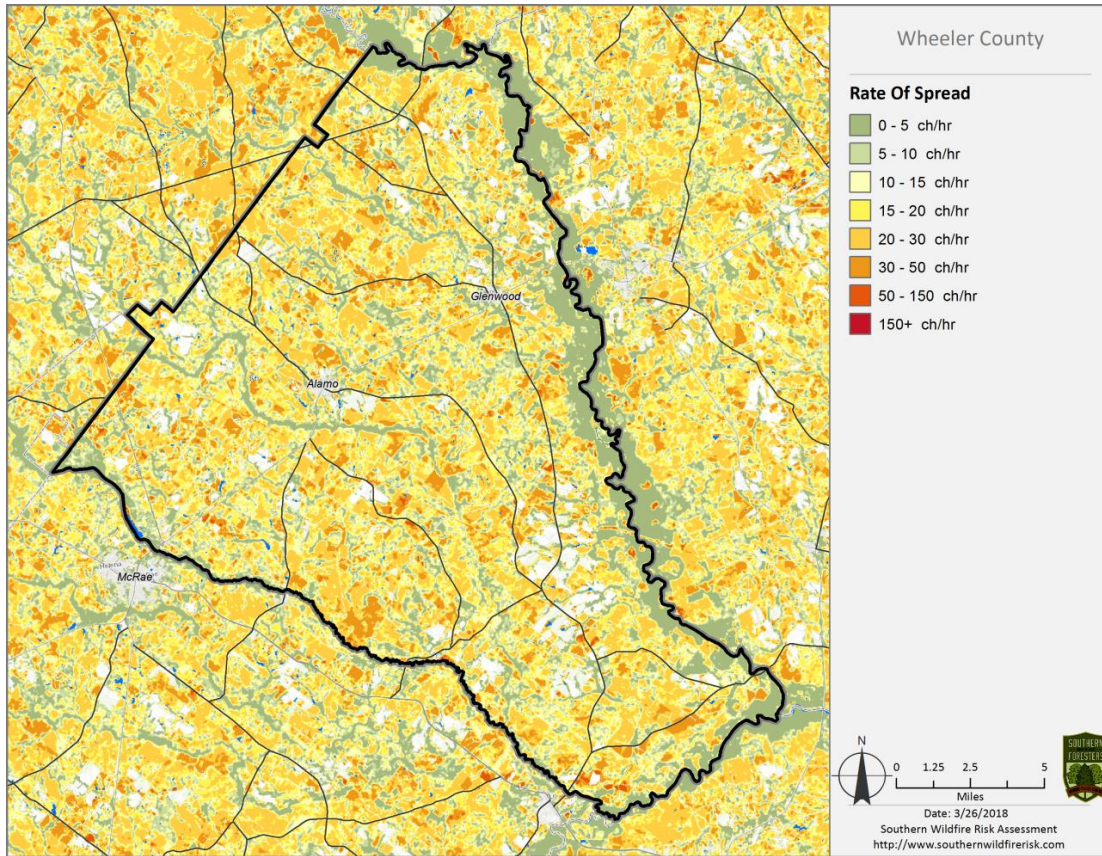 Wheeler County
Rate Of Spread
0 - 5 ch/hr
5 - 10 ch/hr
10 - 15 ch/hr
15 - 20 ch/hr
20 - 30 ch/hr
30 - 50 ch/hr
50 - 150 ch/hr
150+ ch/hr
Glenwood
Alamo
Helena
McRae
N
0 1.25 2.5 5
Miles
SOUTHERN
FORESTERS
Date: 3/26/2018
Southern Wildfire Risk Assessment
http://www.southernwildfirerisk.com